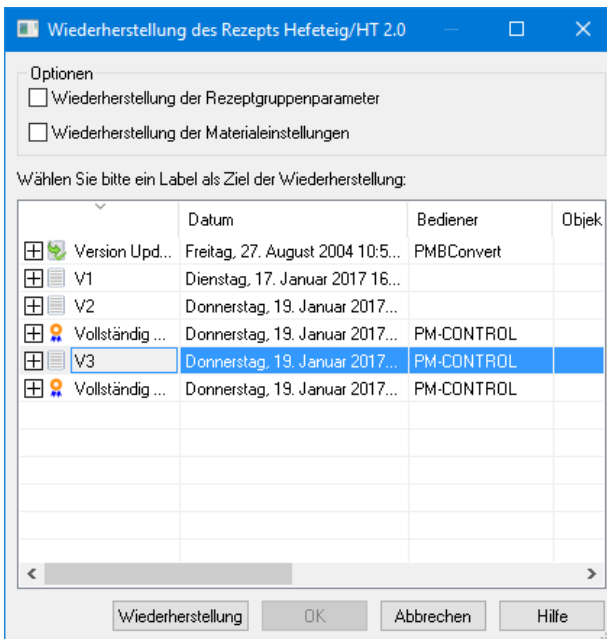 Wiederherstellung des Rezepts Hefeteig/HT 2.0
Optionen
Wiederherstellung der Rezeptgruppenparameter
Wiederherstellung der Materialeinstellungen
Wählen Sie bitte ein Label als Ziel der Wiederherstellung:
Datum Bediener Objek
Version Upd... Freitag, 27. August 2004 10:5... PMBConvert
V1 Dienstag, 17. Januar 2017 16...
V2 Donnerstag, 19. Januar 2017...
Vollständig ... Donnerstag, 19. Januar 2017... PM-CONTROL
V3 Donnerstag, 19. Januar 2017... PM-CONTROL
Vollständig ... Donnerstag, 19. Januar 2017... PM-CONTROL
Wiederherstellung OK Abbrechen Hilfe